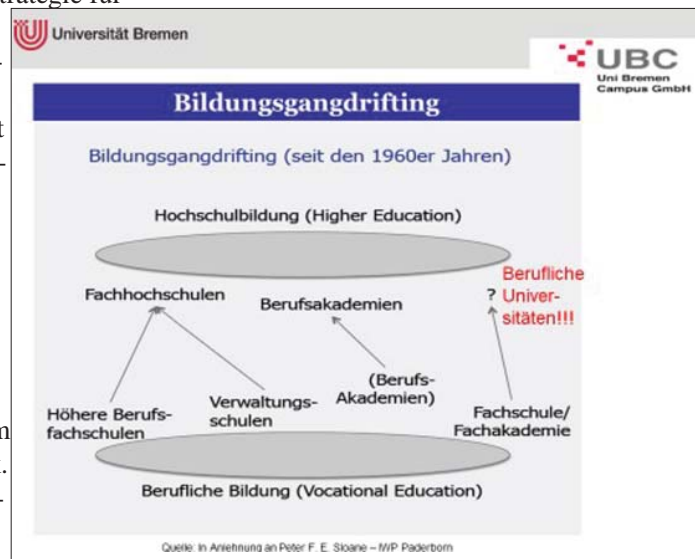 rategie für
Universität Bremen
UBC
Uni Bremen
Campus GmbH
Bildungsgangdrifting
t
Bildungsgangdrifting (seit den 1960er Jahren)
Hochschulbildung (Higher Education)
Fachhochschulen
Berufsakademien
?
Berufliche
Univer-
sitäten!!!
Höhere Berufs-
fachschulen
Verwaltungs-
schulen
(Berufs-
Akademien)
Fachschule/
Fachakademie
Berufliche Bildung (Vocational Education)
Quelle: In Anlehnung an Peter F. E. Sloane – IWP Paderborn